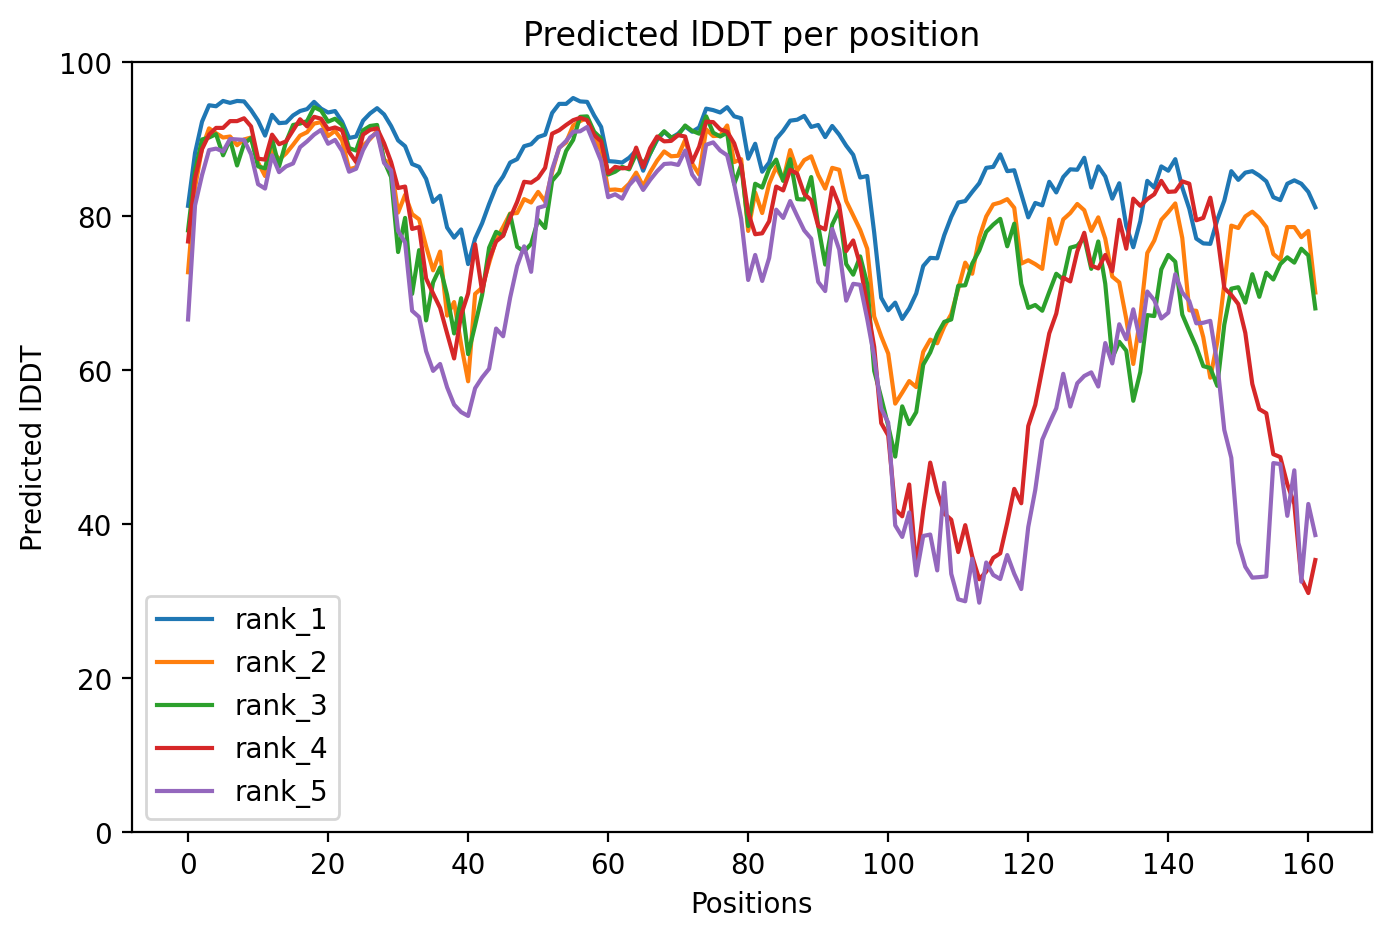 Predicted lDDT per position
Predicted lDDT
100
80
60
40
20
0
rank_1
rank_2
rank_3
rank_4
rank_5
0 20 40 60 80 100 120 140 160
Positions